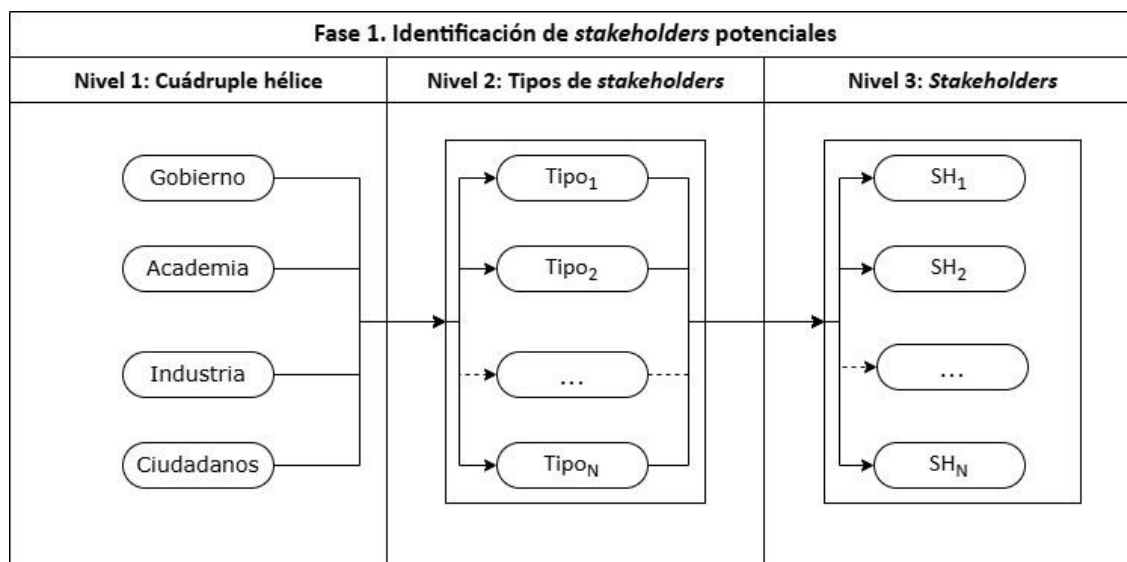 Fase 1. Identificación de stakeholders potenciales
Nivel 1: Cuádruple hélice
Nivel 2: Tipos de stakeholders
Nivel 3: Stakeholders
Gobierno
Tipo1
SH1
Academia
Tipo2
SH2
Industria
...
...
Ciudadanos
TipoN
SHN